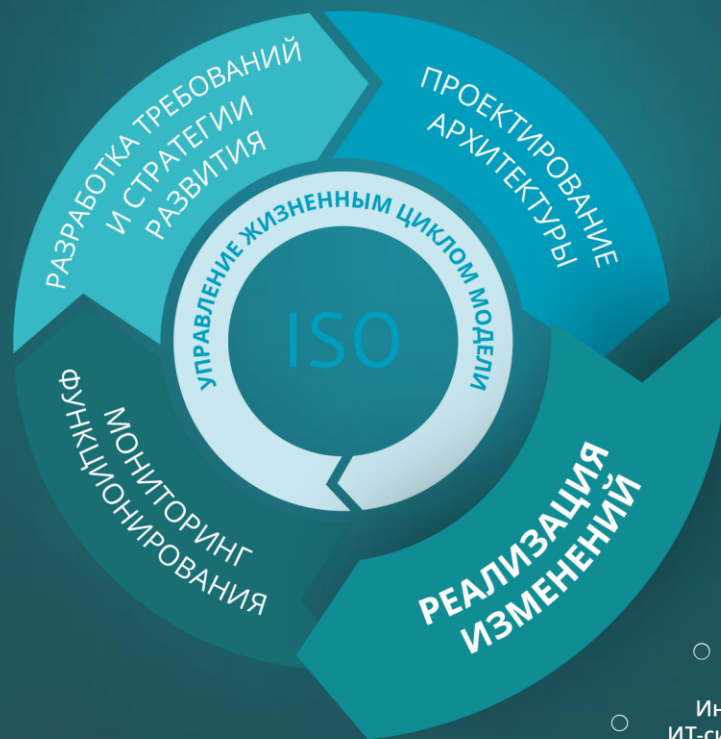 РАЗРАБОТКА ТРЕБОВАНИЙ
И СТРАТЕГИИ
РАЗВИТИЯ
ПРОЕКТИРОВАНИЕ
АРХИТЕКТУРЫ
УПРАВЛЕНИЕ ЖИЗНЕННЫМ ЦИКЛОМ МОДЕЛИ
ISO
МОНИТОРИНГ
ФУНКЦИОНИРОВАНИЯ
РЕАЛИЗАЦИЯ
ИЗМЕНЕНИЙ